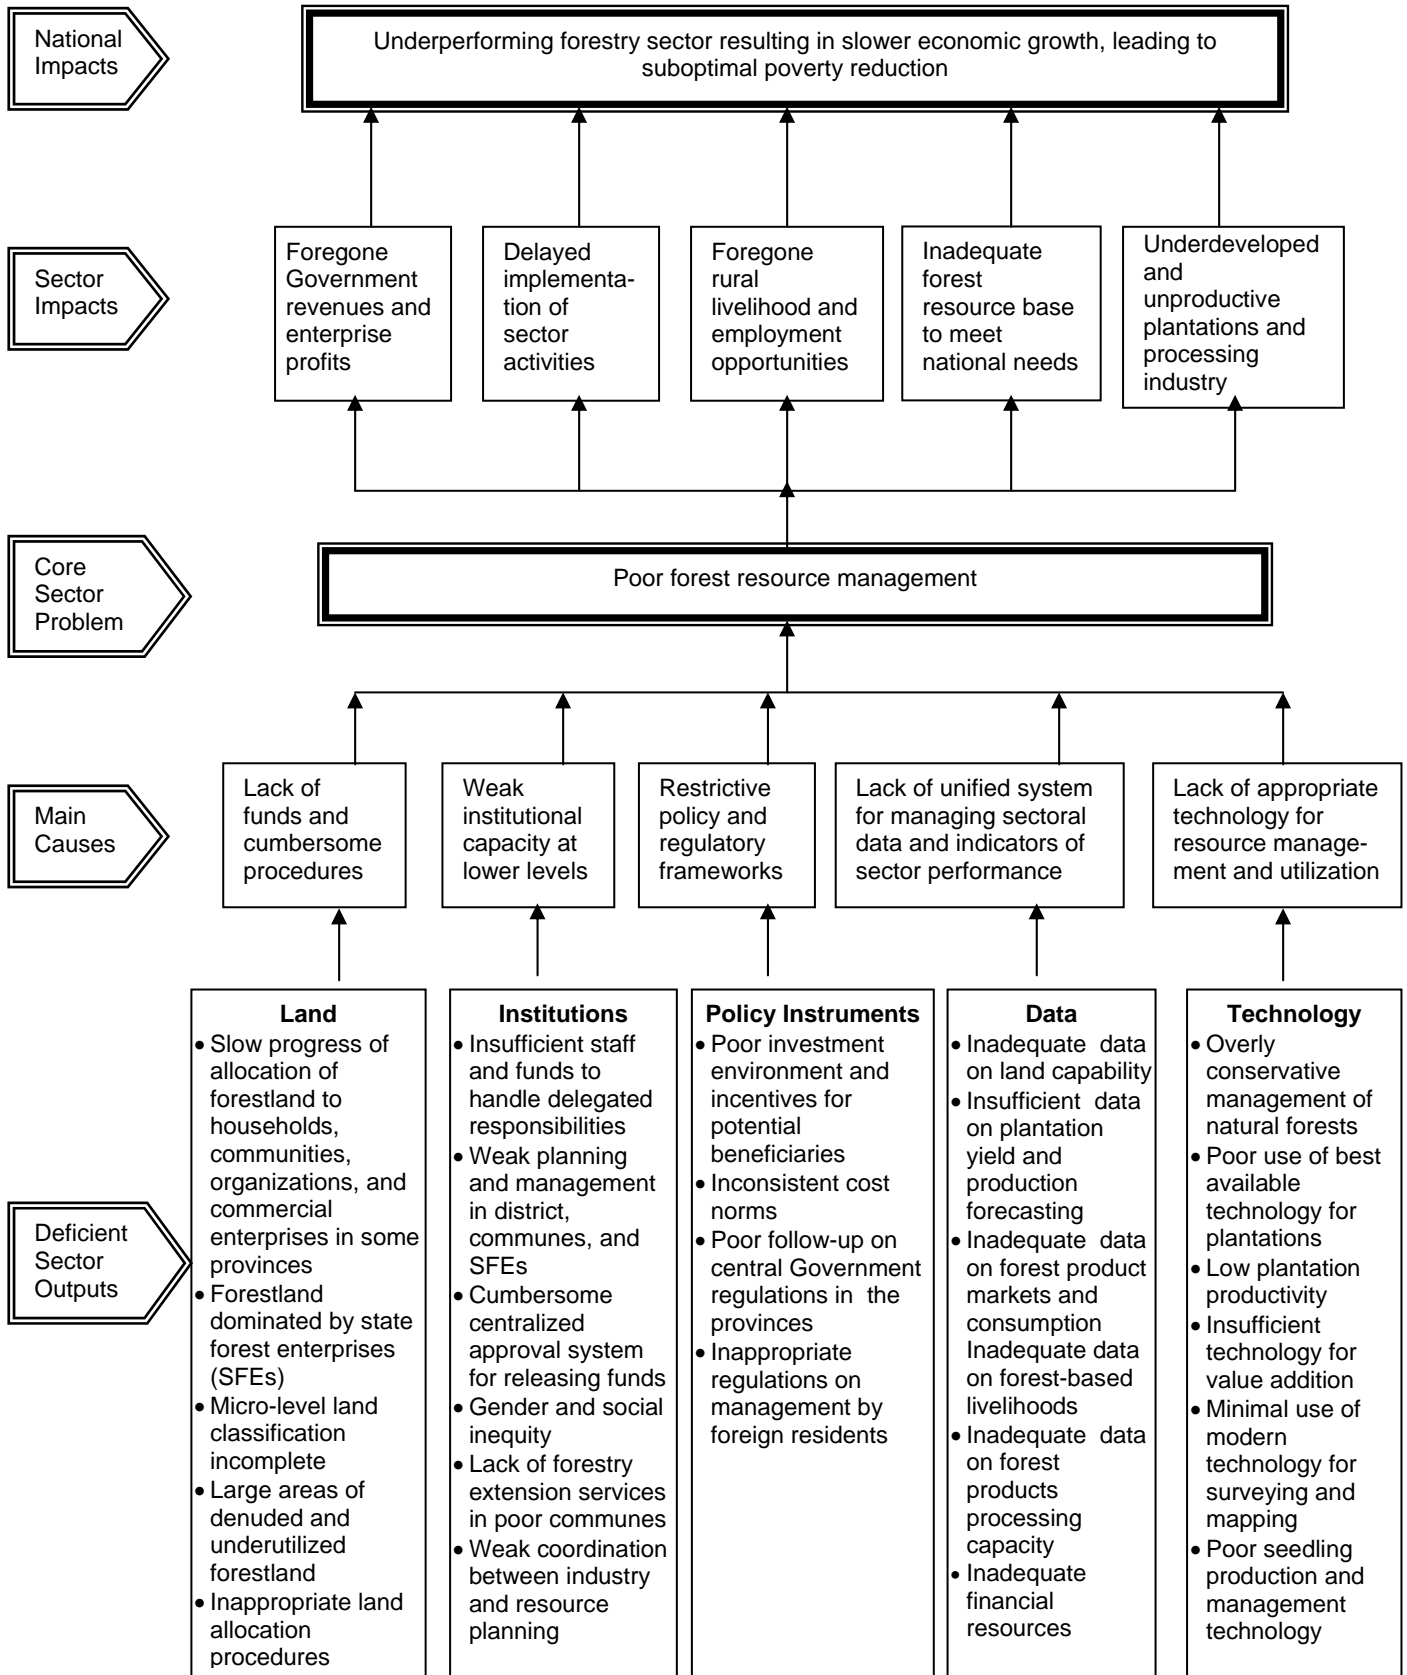 National
Impacts
Underperforming forestry sector resulting in slower economic growth, leading to
suboptimal poverty reduction
Sector
Impacts
Foregone
Government
revenues and
enterprise
profits
Delayed
implementa-
tion of
sector
activities
Foregone
rural
livelihood and
employment
opportunities
Inadequate
forest
resource base
to meet
national needs
Underdeveloped
and
unproductive
plantations and
processing
industry
Core
Sector
Problem
Poor forest resource management
Main
Causes
Lack of
funds and
cumbersome
procedures
Weak
institutional
capacity at
lower levels
Restrictive
policy and
regulatory
frameworks
Lack of unified system
for managing sectoral
data and indicators of
sector performance
Lack of appropriate
technology for
resource manage-
ment and utilization
Deficient
Sector
Outputs
Land
• Slow progress of
allocation of
forestland to
households,
communities,
organizations, and
commercial
enterprises in some
provinces
• Forestland
dominated by state
forest enterprises
(SFEs)
• Micro-level land
classification
incomplete
• Large areas of
denuded and
underutilized
forestland
• Inappropriate land
allocation
procedures
Institutions
• Insufficient staff
and funds to
handle delegated
responsibilities
• Weak planning
and management
in district,
communes, and
SFEs
• Cumbersome
centralized
approval system
for releasing funds
• Gender and social
inequity
• Lack of forestry
extension services
in poor communes
• Weak coordination
between industry
and resource
planning
Policy Instruments
• Poor investment
environment and
incentives for
potential
beneficiaries
• Inconsistent cost
norms
• Poor follow-up on
central Government
regulations in the
provinces
• Inappropriate
regulations on
management by
foreign residents
Data
• Inadequate data
on land capability
• Insufficient data
on plantation
yield and
production
forecasting
• Inadequate data
on forest product
markets and
consumption
Inadequate data
on forest-based
livelihoods
• Inadequate data
on forest
products
processing
capacity
• Inadequate
financial
resources
Technology
• Overly
conservative
management of
natural forests
• Poor use of best
available
technology for
plantations
• Low plantation
productivity
• Insufficient
technology for
value addition
• Minimal use of
modern
technology for
surveying and
mapping
• Poor seedling
production and
management
technology